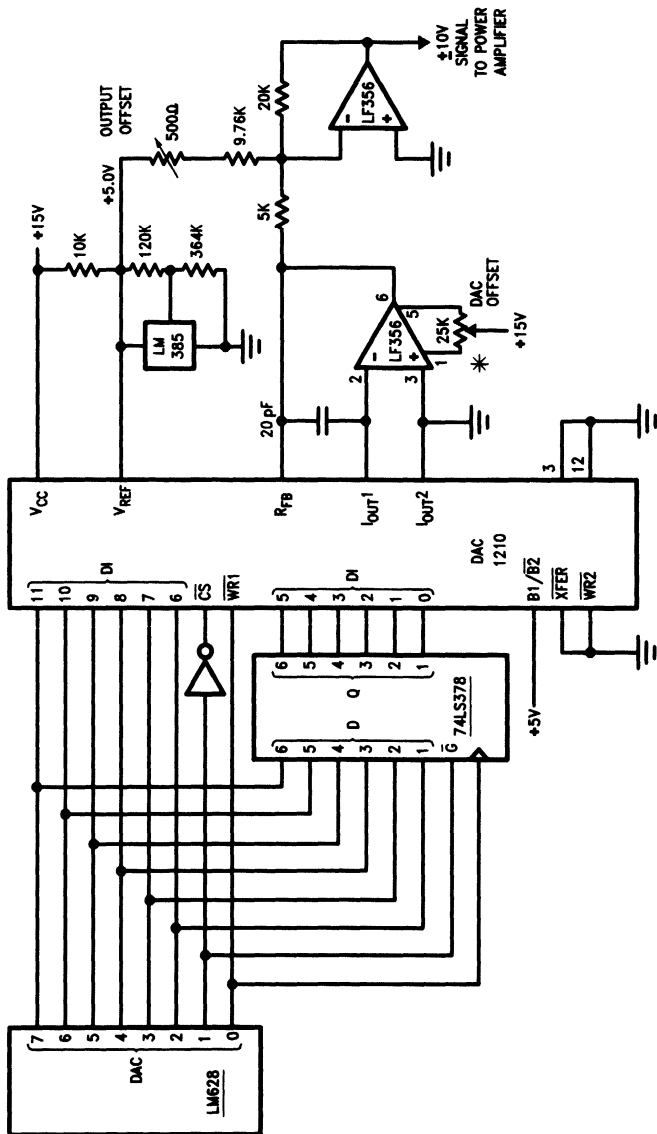 LM628
DAC
7
6
5
4
3
2
1
0
11
10
9
8
7
6
DI
CS
WR1
5
4
3
2
1
0
DI
6
5
4
3
2
1
D
Q
6
5
4
3
2
1
G
74LS378
+5V
B1/B2
XFER
WR2
DAC
1210
VCC
VREF
RFB
IOUT1
IOUT2
3
12
+15V
10K
+5.0V
120K
364K
LM
385
OUTPUT
OFFSET
500Ω
9.76K
20K
5K
20 pF
2
3
6
5
1
-
+
LF356
25K
DAC
OFFSET
+15V
*
-
+
LF356
±10V
SIGNAL
TO POWER
AMPLIFIER